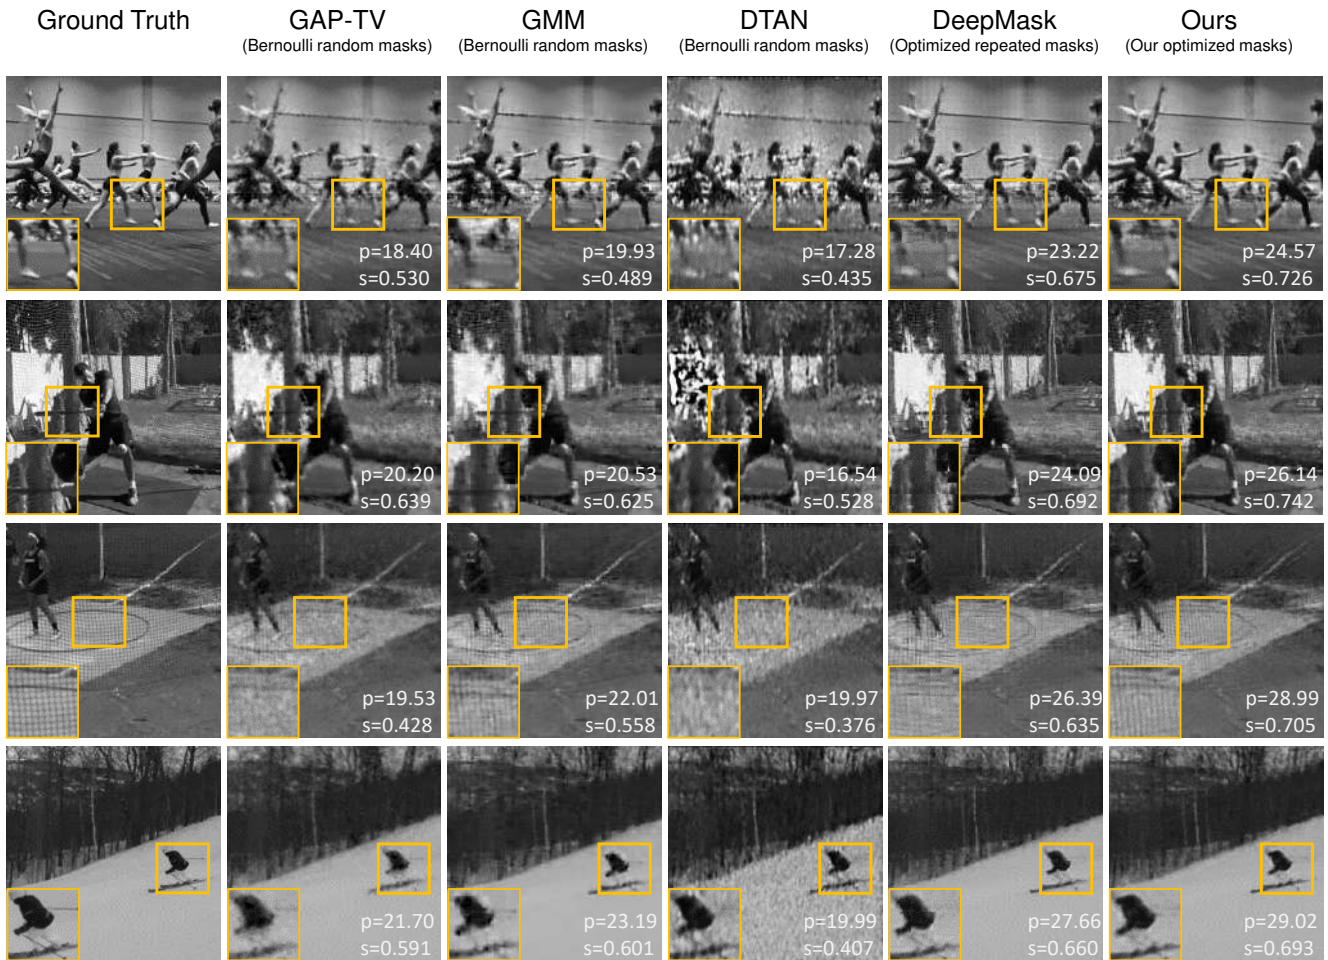 Ground Truth
GAP-TV
(Bernoulli random masks)
GMM
(Bernoulli random masks)
DTAN
(Bernoulli random masks)
DeepMask
(Optimized repeated masks)
Ours
(Our optimized masks)
p=18.40
s=0.530
p=19.93
s=0.489
p=17.28
s=0.435
p=23.22
s=0.675
p=24.57
s=0.726
p=20.20
s=0.639
p=20.53
s=0.625
p=16.54
s=0.528
p=24.09
s=0.692
p=26.14
s=0.742
p=19.53
s=0.428
p=22.01
s=0.558
p=19.97
s=0.376
p=26.39
s=0.635
p=28.99
s=0.705
p=21.70
s=0.591
p=23.19
s=0.601
p=19.99
s=0.407
p=27.66
s=0.660
p=29.02
s=0.693